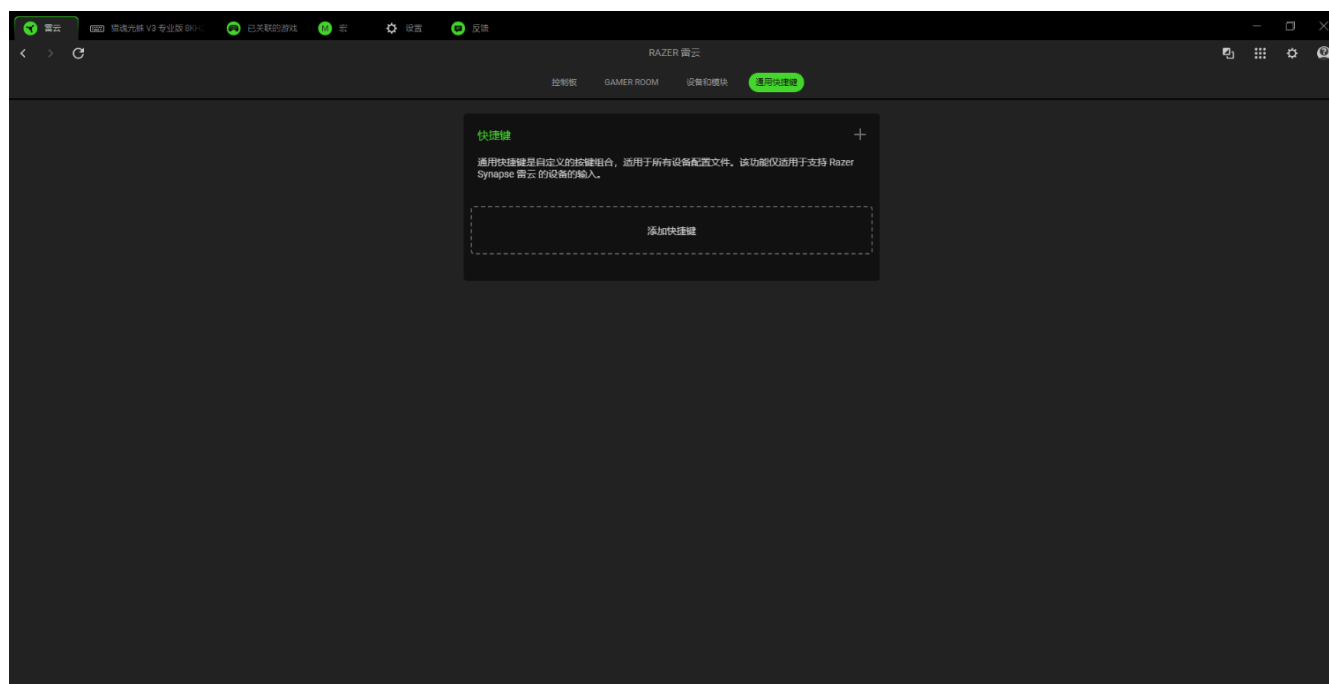 雷云
猎魂光蛛 V3 专业版 8KHz
已关联的游戏
M 宏
设置
反馈
RAZER 雷云
控制板
GAMER ROOM
设备和模块
通用快捷键
快捷键
通用快捷键是自定义的按键组合，适用于所有设备配置文件。该功能仅适用于支持 Razer
Synapse 雷云 的设备的输入。
添加快捷键